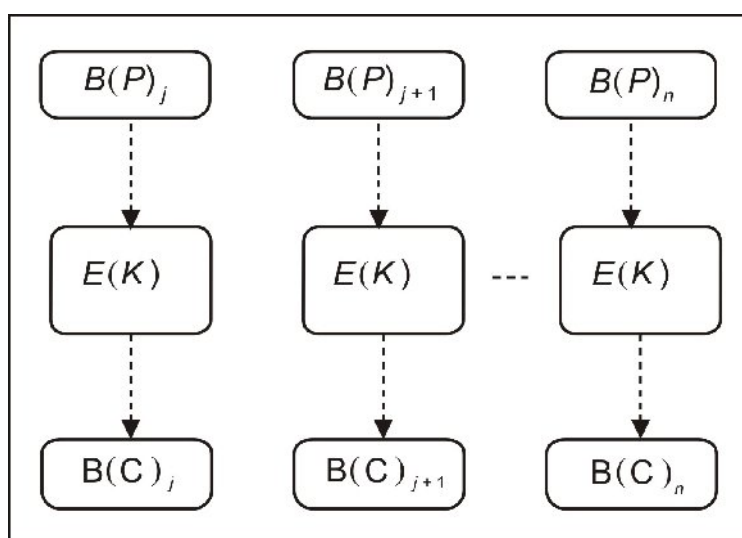 B(P)j B(P)j+1 B(P)n
E(K) E(K) --- E(K)
B(C)j B(C)j+1 B(C)n